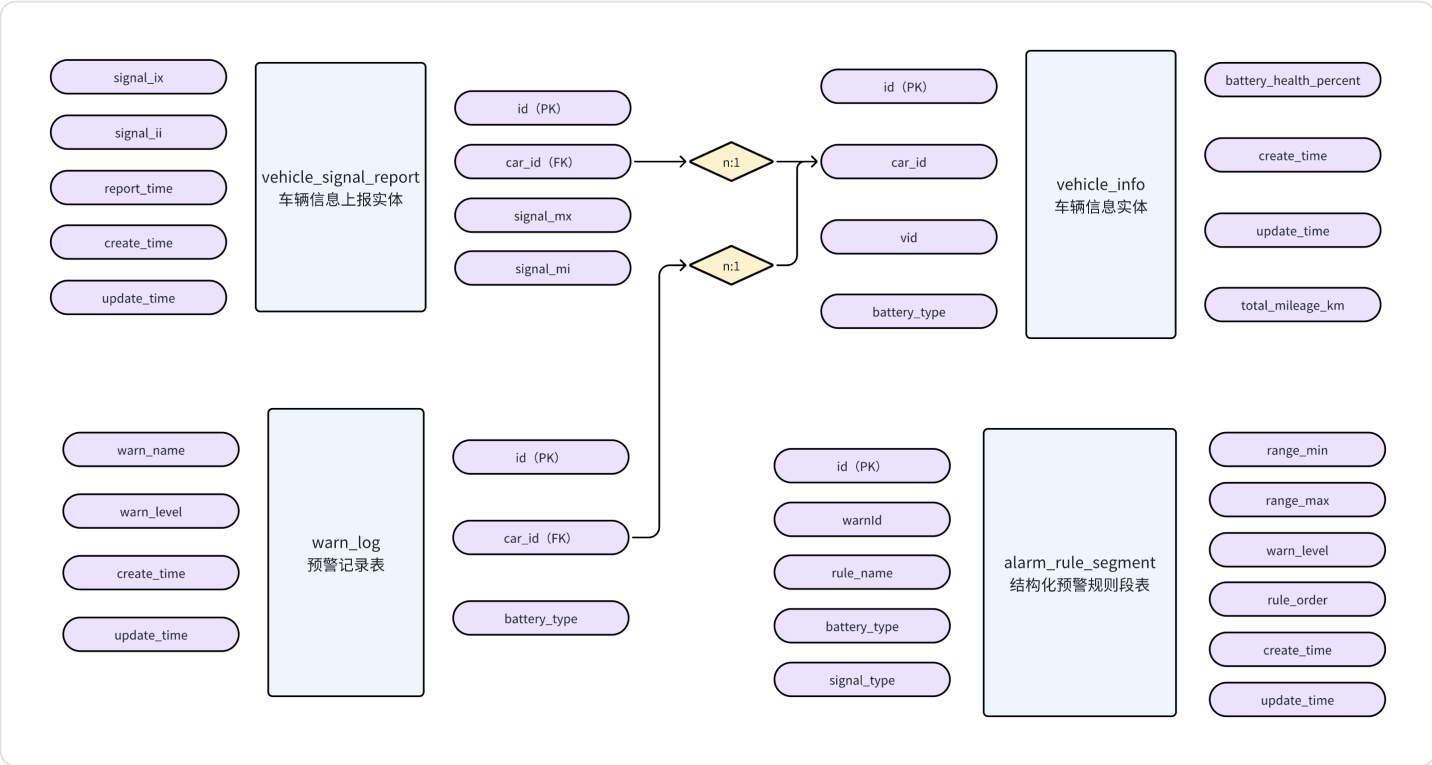 signal_ix
signal_ii
report_time
create_time
update_time
vehicle_signal_report
车辆信息上报实体
id（PK）
car_id（FK）
signal_mx
signal_mi
n:1
n:1
id（PK）
car_id
vid
battery_type
vehicle_info
车辆信息实体
battery_health_percent
create_time
update_time
total_mileage_km
warn_name
warn_level
create_time
update_time
warn_log
预警记录表
id（PK）
car_id（FK）
battery_type
id（PK）
warnId
rule_name
battery_type
signal_type
alarm_rule_segment
结构化预警规则段表
range_min
range_max
warn_level
rule_order
create_time
update_time